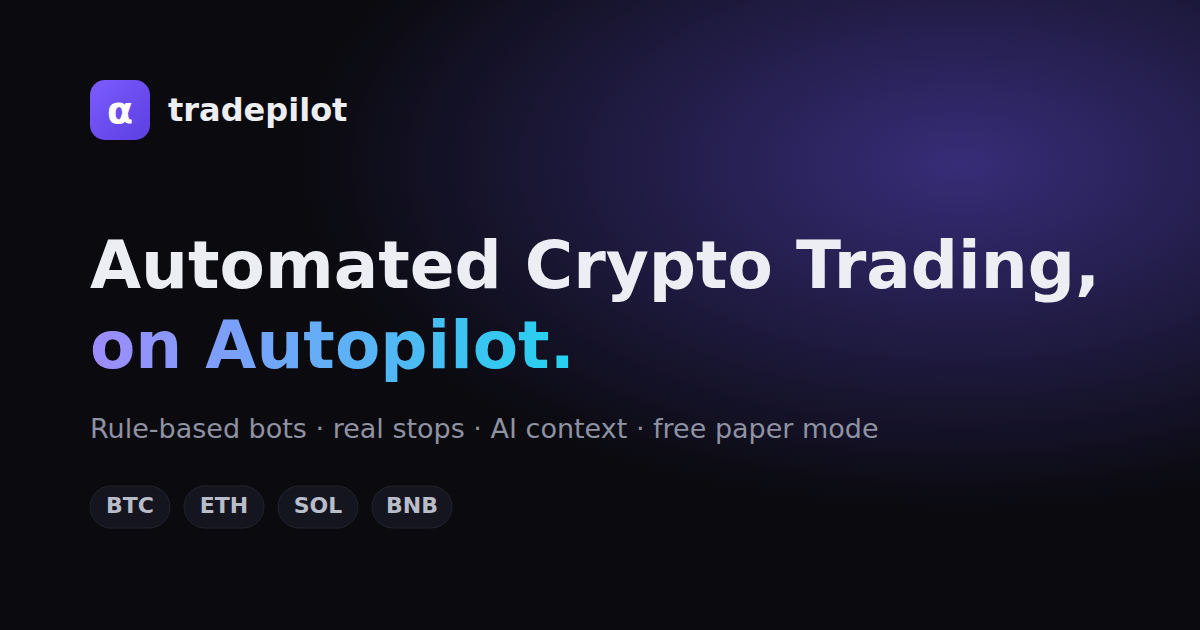 α tradepilot
Automated Crypto Trading,
on Autopilot.
Rule-based bots · real stops · AI context · free paper mode
BTC ETH SOL BNB